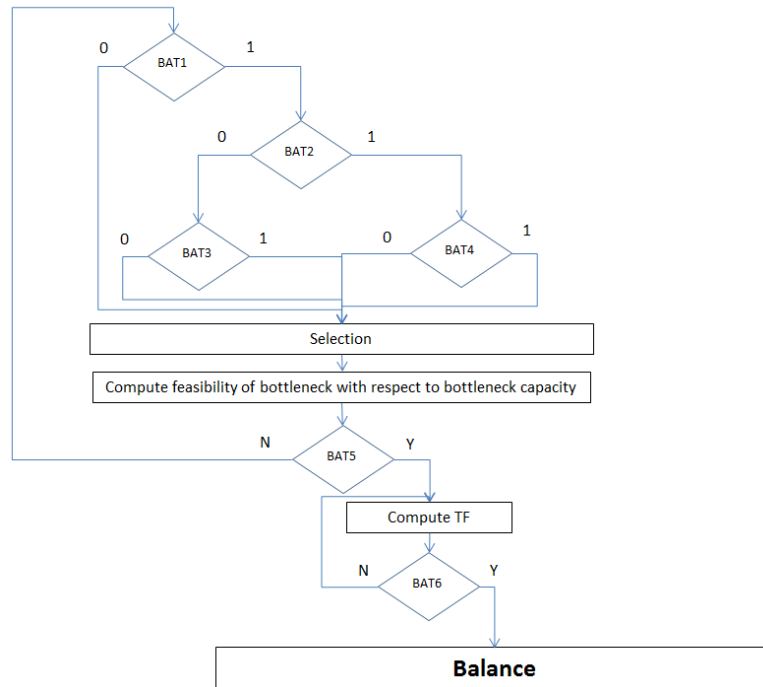 0
1
BAT1
0
1
BAT2
0
1
0
1
BAT3
BAT4
Selection
Compute feasibility of bottleneck with respect to bottleneck capacity
N
Y
BAT5
Compute TF
N
Y
BAT6
Balance